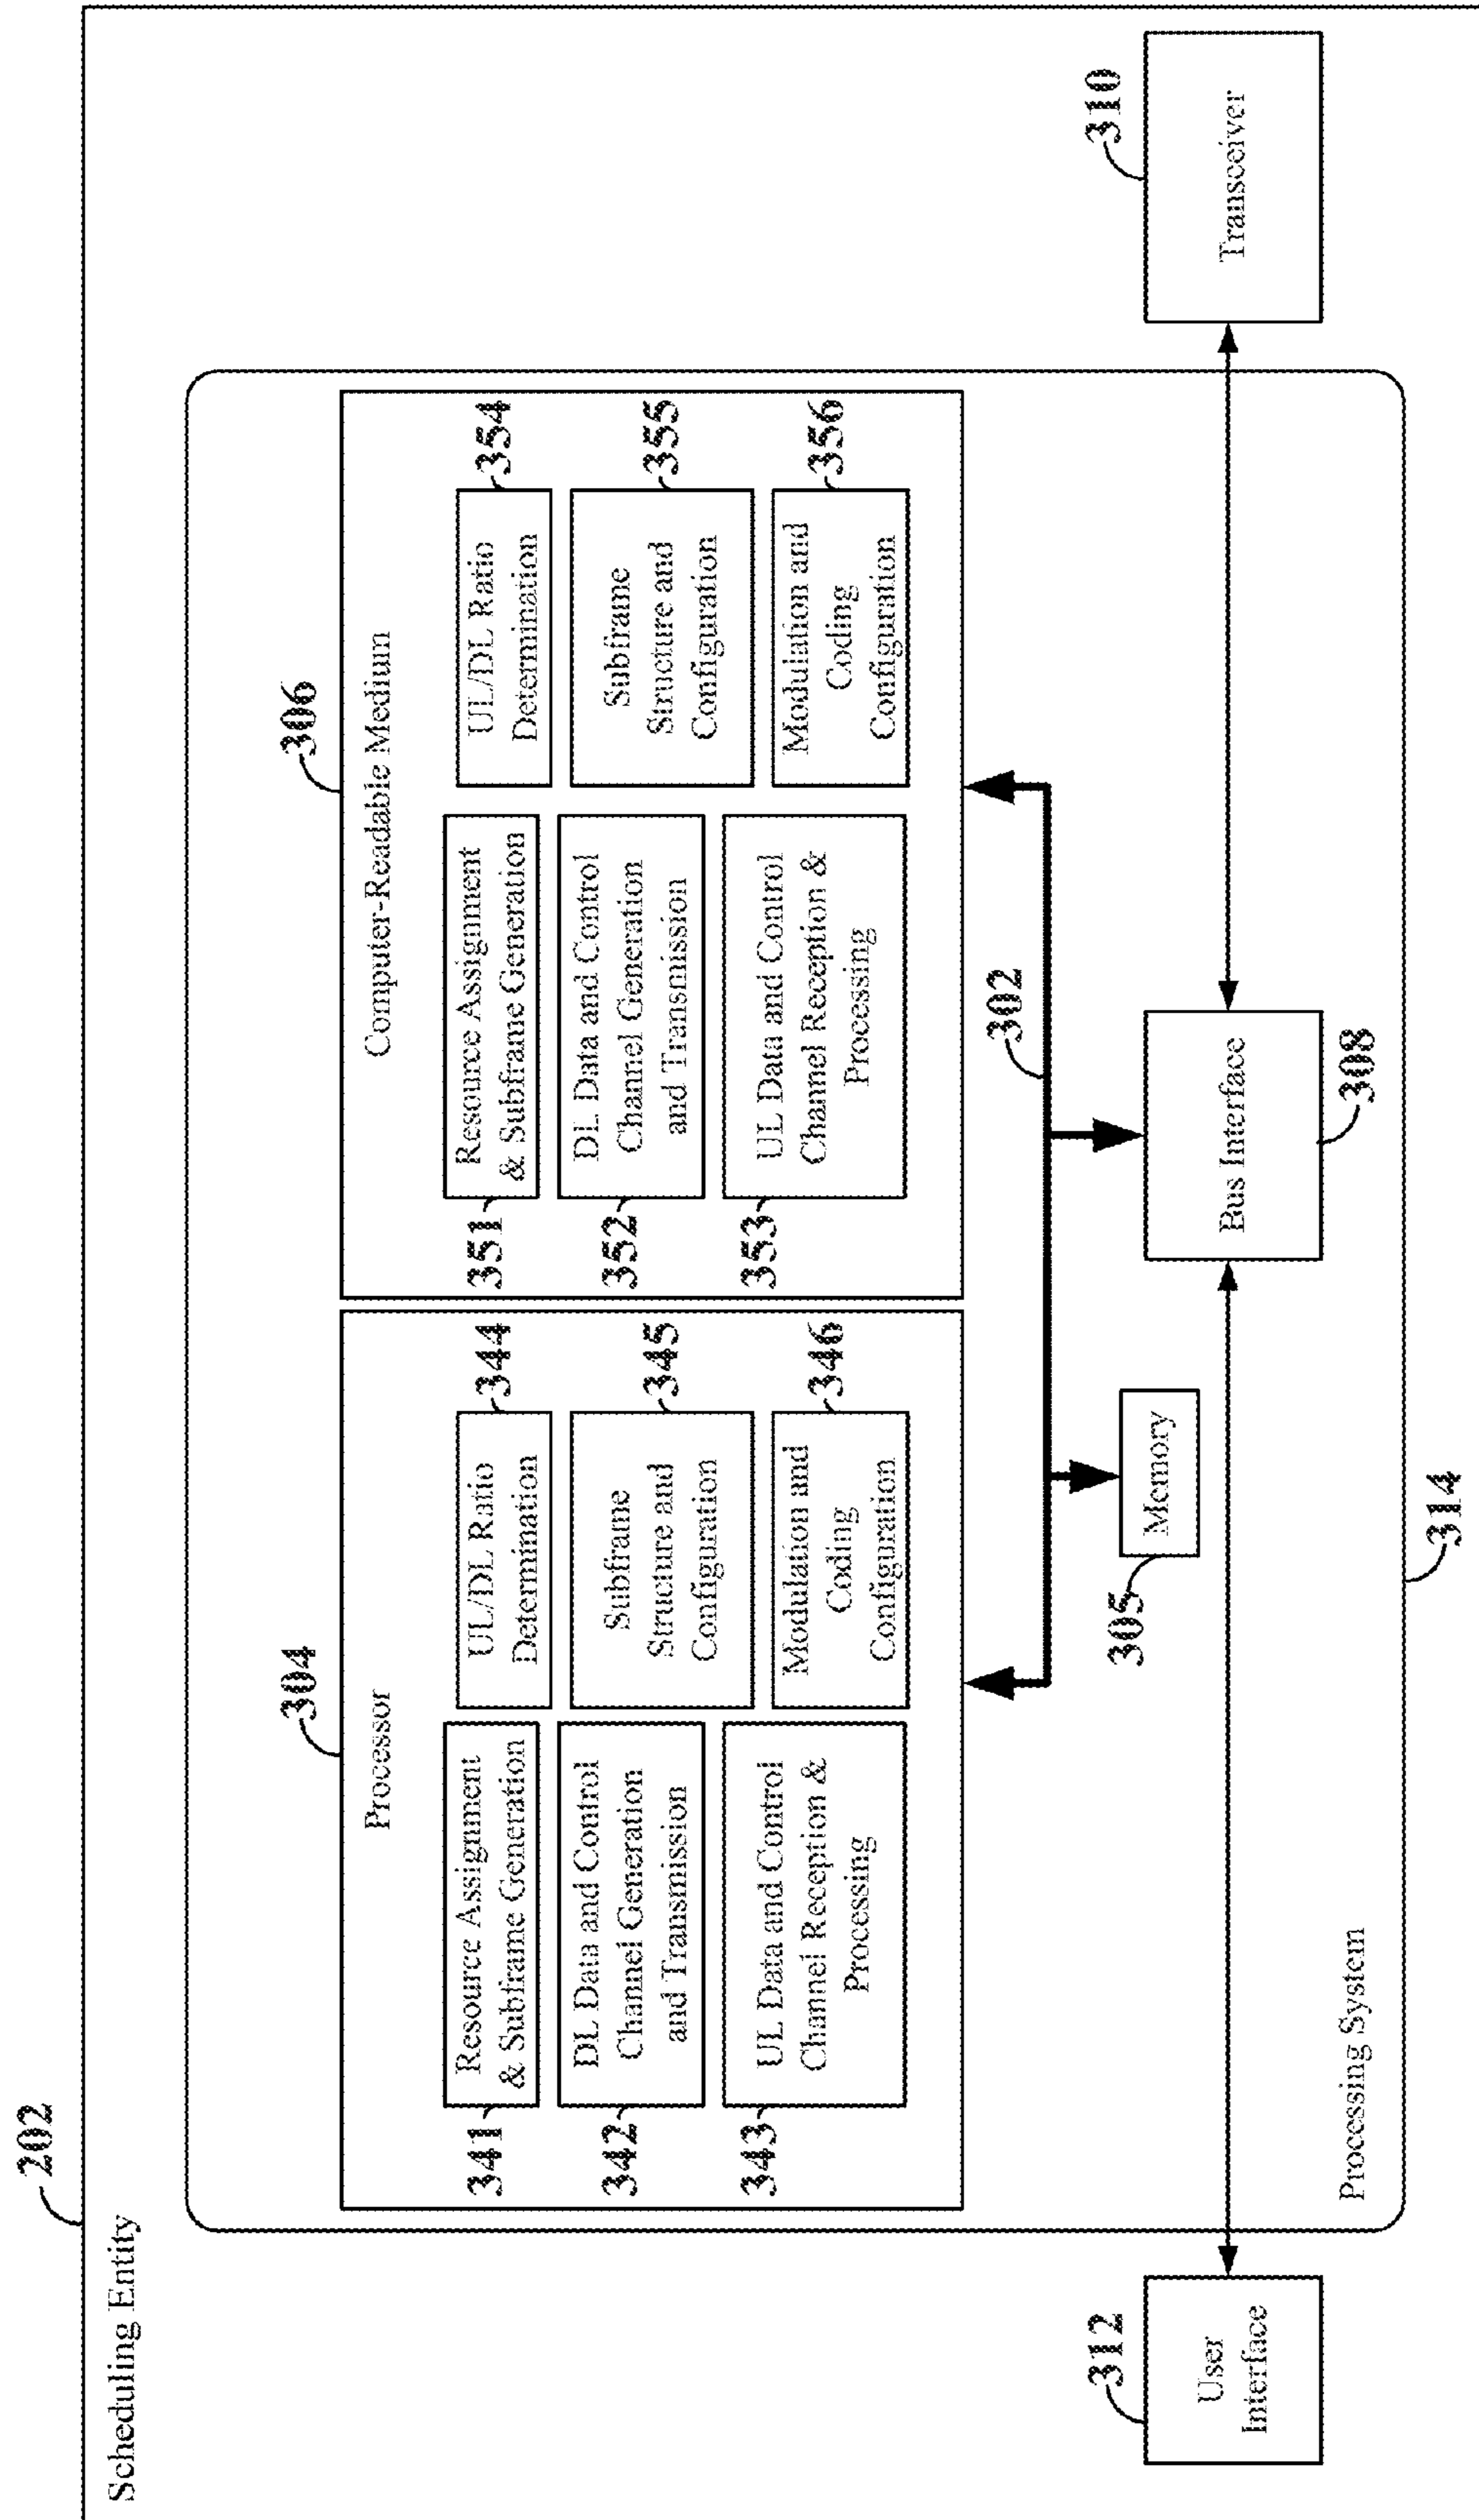 202
Scheduling Entity
304
Processor
341
Resource Assignment
& Subframe Generation
342
DL Data and Control
Channel Generation
and Transmission
343
UL Data and Control
Channel Reception &
Processing
344
UL/DL Ratio
Determination
345
Subframe
Structure and
Configuration
346
Modulation and
Coding
Configuration
306
Computer-Readable Medium
351
Resource Assignment
& Subframe Generation
352
DL Data and Control
Channel Generation
and Transmission
353
UL Data and Control
Channel Reception &
Processing
354
UL/DL Ratio
Determination
355
Subframe
Structure and
Configuration
356
Modulation and
Coding
Configuration
302
305
Memory
312
User
Interface
Bus Interface
308
310
Transceiver
Processing System
314